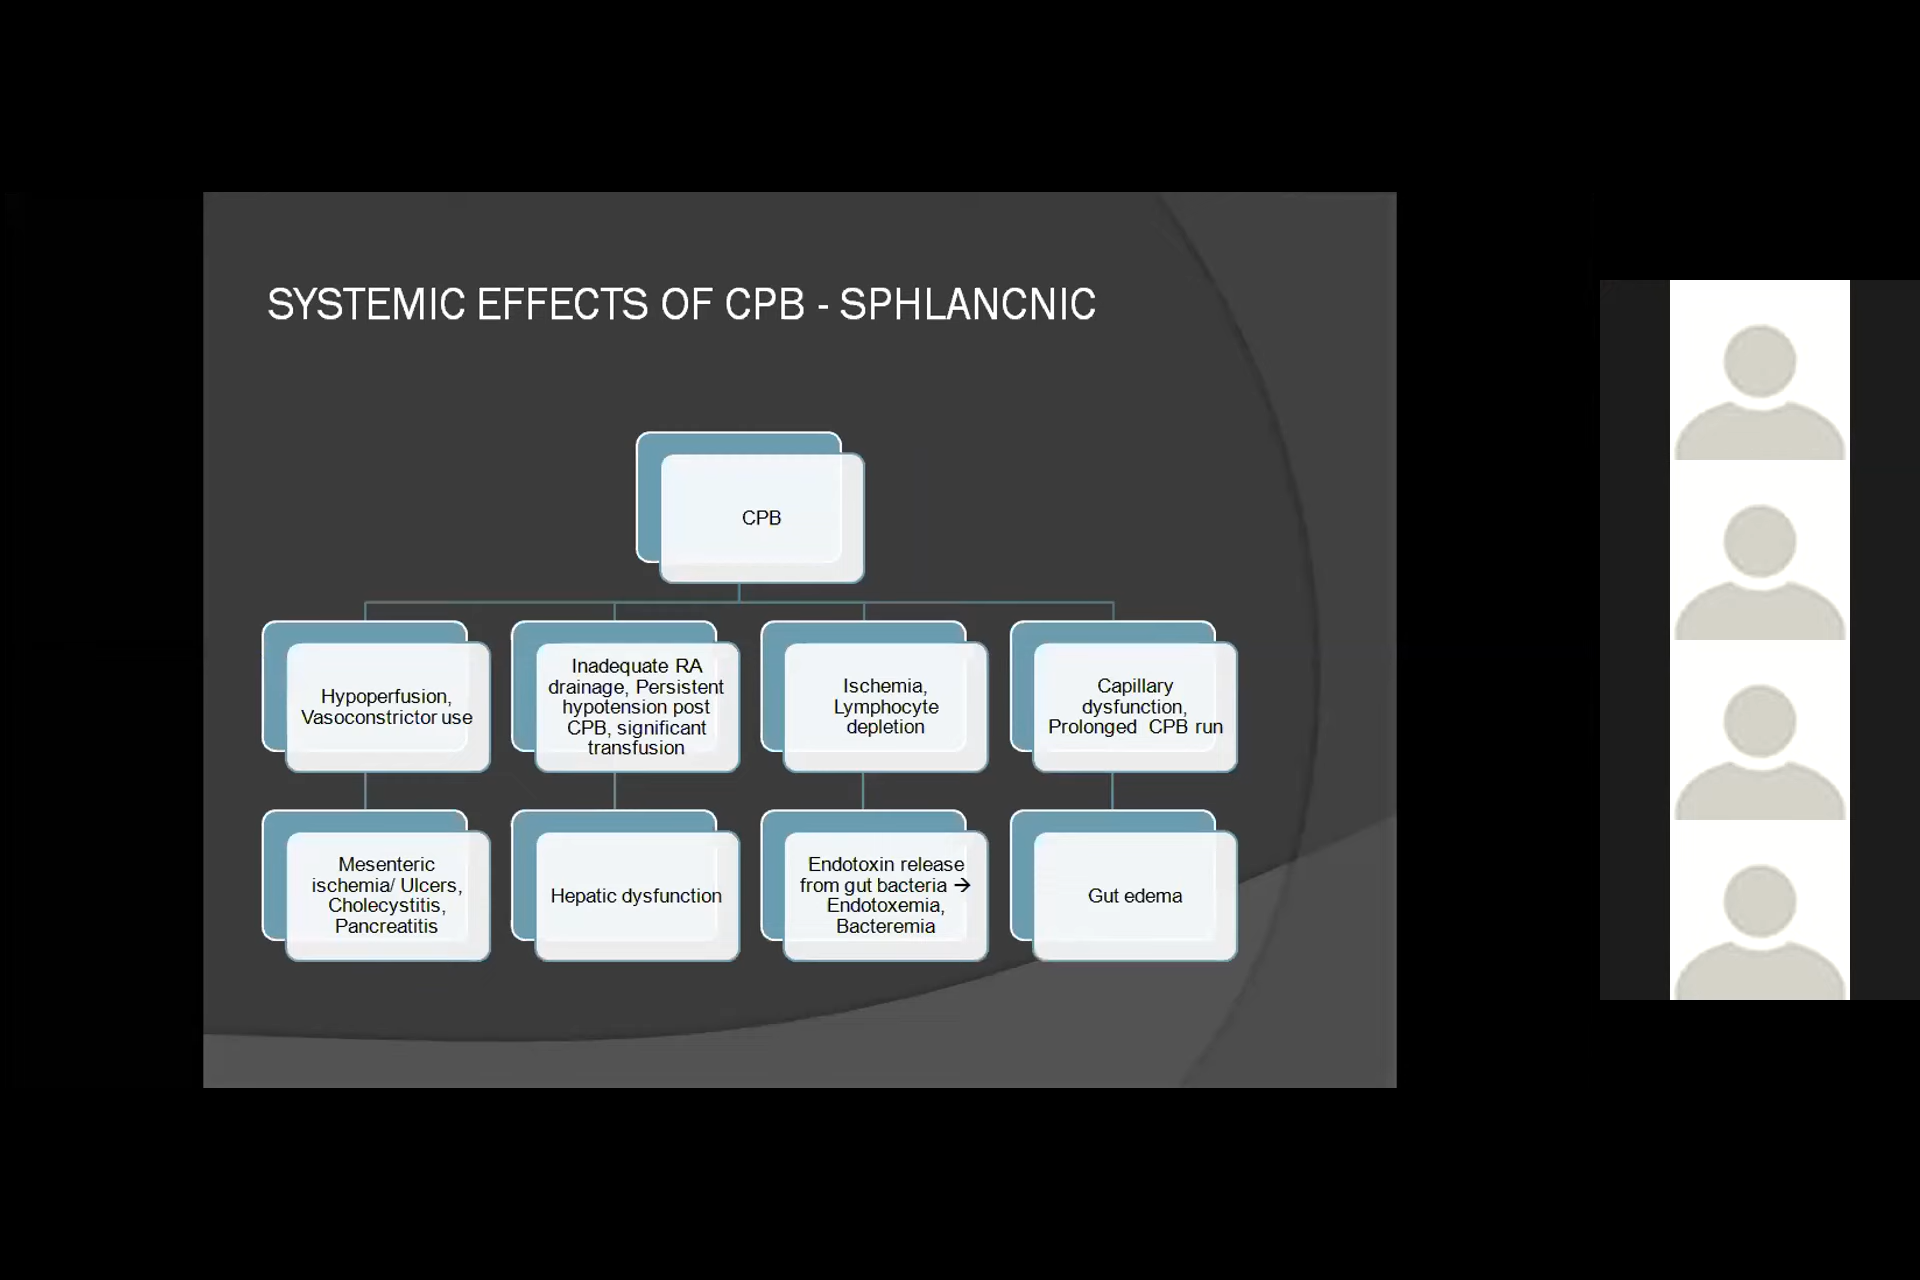 SYSTEMIC EFFECTS OF CPB - SPHLANCNIC
CPB
Hypoperfusion,
Vasoconstrictor use
Inadequate RA
drainage, Persistent
hypotension post
CPB, significant
transfusion
Ischemia,
Lymphocyte
depletion
Capillary
dysfunction,
Prolonged CPB run
Mesenteric
ischemia/ Ulcers,
Cholecystitis,
Pancreatitis
Hepatic dysfunction
Endotoxin release
from gut bacteria →
Endotoxemia,
Bacteremia
Gut edema